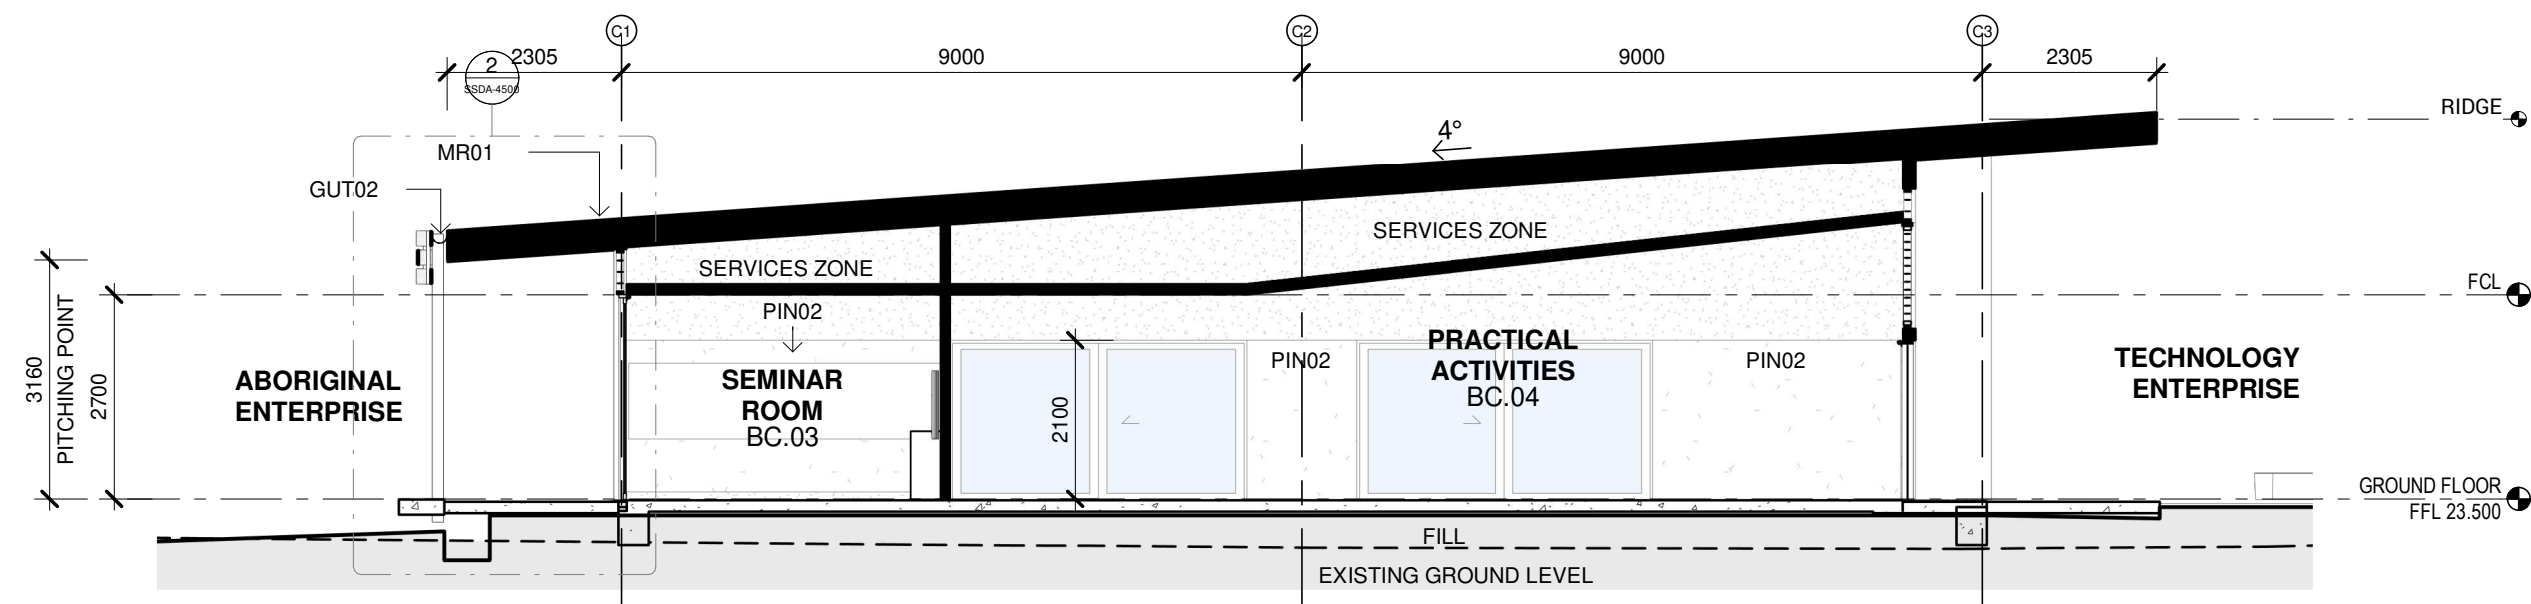 C1
C2
C3
2
SSDA-4500
2305
9000
9000
2305
RIDGE
4°
MR01
GUT02
SERVICES ZONE
SERVICES ZONE
FCL
PIN02
3160
PITCHING POINT
2700
ABORIGINAL
ENTERPRISE
SEMINAR
ROOM
BC.03
2100
PIN02
PRACTICAL
ACTIVITIES
BC.04
PIN02
TECHNOLOGY
ENTERPRISE
GROUND FLOOR
FFL 23.500
FILL
EXISTING GROUND LEVEL